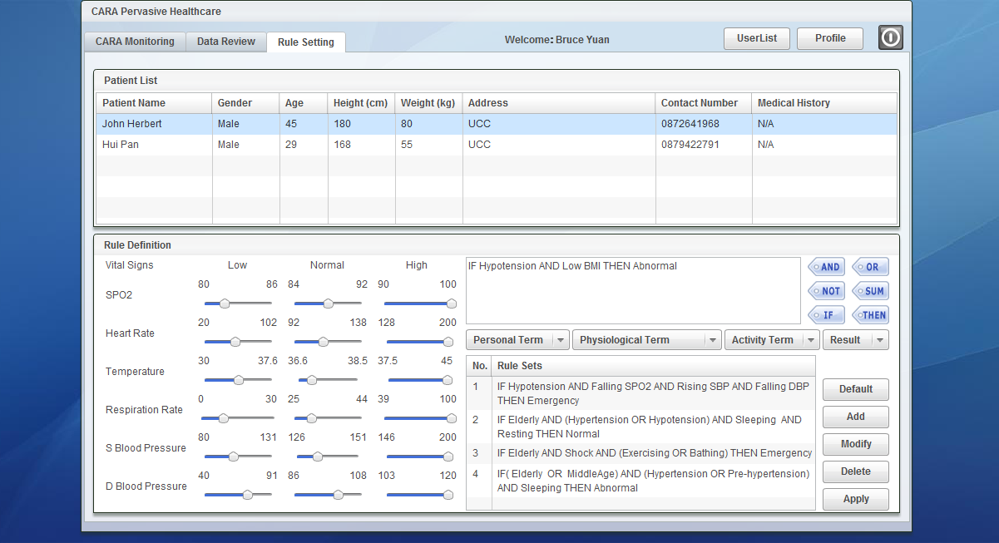 CARA Pervasive Healthcare
CARA Monitoring Data Review Rule Setting Welcome: Bruce Yuan UserList Profile
Patient List
Patient Name Gender Age Height (cm) Weight (kg) Address Contact Number Medical History
John Herbert Male 45 180 80 UCC 0872641968 N/A
Hui Pan Male 29 168 55 UCC 0879422791 N/A
Rule Definition
Vital Signs Low Normal High
SPO2 80 86 84 92 90 100
Heart Rate 20 102 92 138 128 200
Temperature 30 37.6 36.6 38.5 37.5 45
Respiration Rate 0 30 25 44 39 100
S Blood Pressure 80 131 126 151 146 200
D Blood Pressure 40 91 86 108 103 120
IF Hypotension AND Low BMI THEN Abnormal
AND OR
NOT SUM
IF THEN
Personal Term Physiological Term Activity Term Result
No. Rule Sets
1 IF Hypotension AND Falling SPO2 AND Rising SBP AND Falling DBP
THEN Emergency
2 IF Elderly AND (Hypertension OR Hypotension) AND Sleeping AND
Resting THEN Normal
3 IF Elderly AND Shock AND (Exercising OR Bathing) THEN Emergency
4 IF( Elderly OR MiddleAge) AND (Hypertension OR Pre-hypertension)
AND Sleeping THEN Abnormal
Default
Add
Modify
Delete
Apply